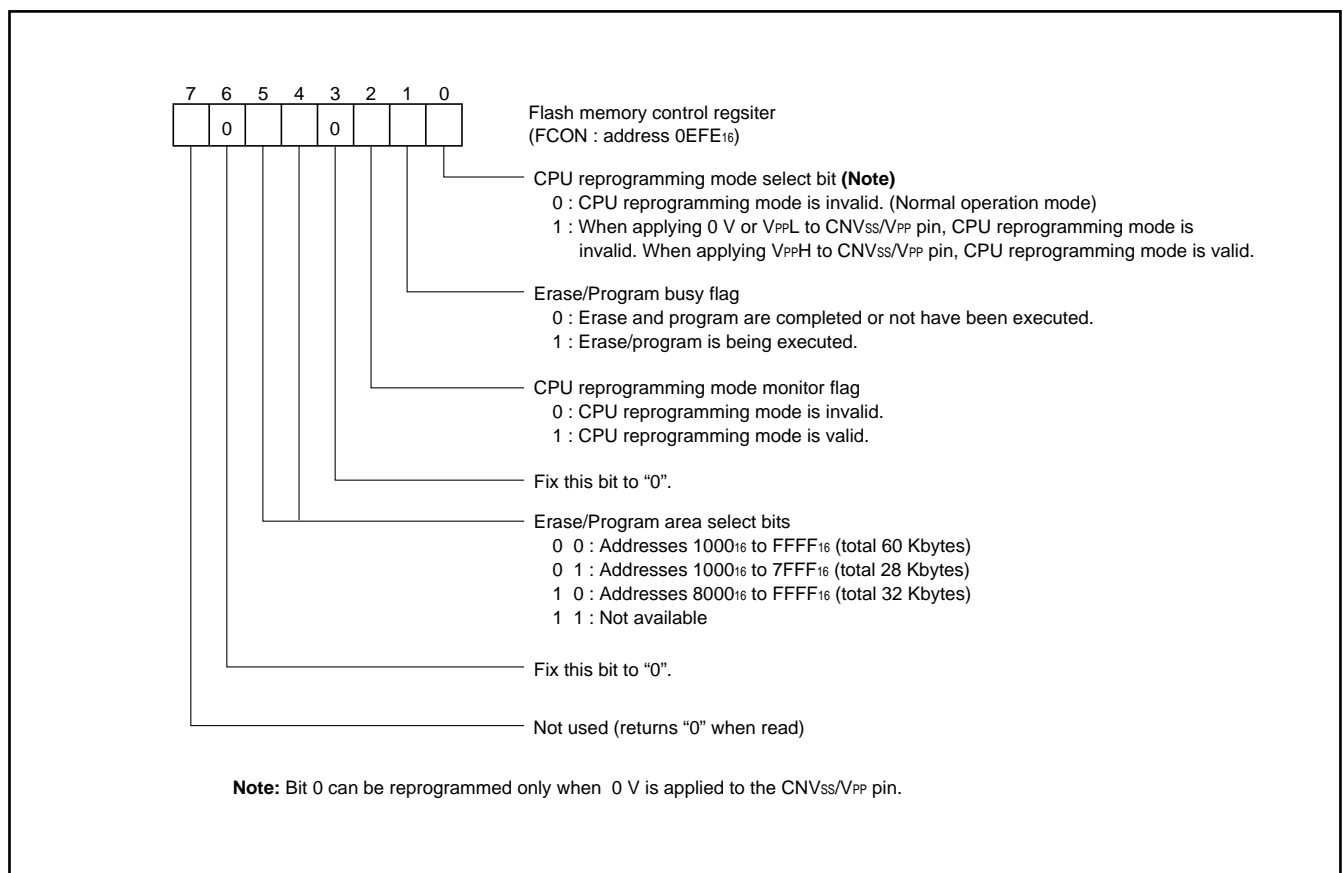 7 6 5 4 3 2 1 0
0 0
Flash memory control regsiter
(FCON : address 0EFE16)
CPU reprogramming mode select bit (Note)
0 : CPU reprogramming mode is invalid. (Normal operation mode)
1 : When applying 0 V or VPPL to CNVSS/VPP pin, CPU reprogramming mode is
invalid. When applying VPPH to CNVSS/VPP pin, CPU reprogramming mode is valid.
Erase/Program busy flag
0 : Erase and program are completed or not have been executed.
1 : Erase/program is being executed.
CPU reprogramming mode monitor flag
0 : CPU reprogramming mode is invalid.
1 : CPU reprogramming mode is valid.
Fix this bit to “0”.
Erase/Program area select bits
0 0 : Addresses 100016 to FFFF16 (total 60 Kbytes)
0 1 : Addresses 100016 to 7FFF16 (total 28 Kbytes)
1 0 : Addresses 800016 to FFFF16 (total 32 Kbytes)
1 1 : Not available
Fix this bit to “0”.
Not used (returns “0” when read)
Note: Bit 0 can be reprogrammed only when 0 V is applied to the CNVSS/VPP pin.